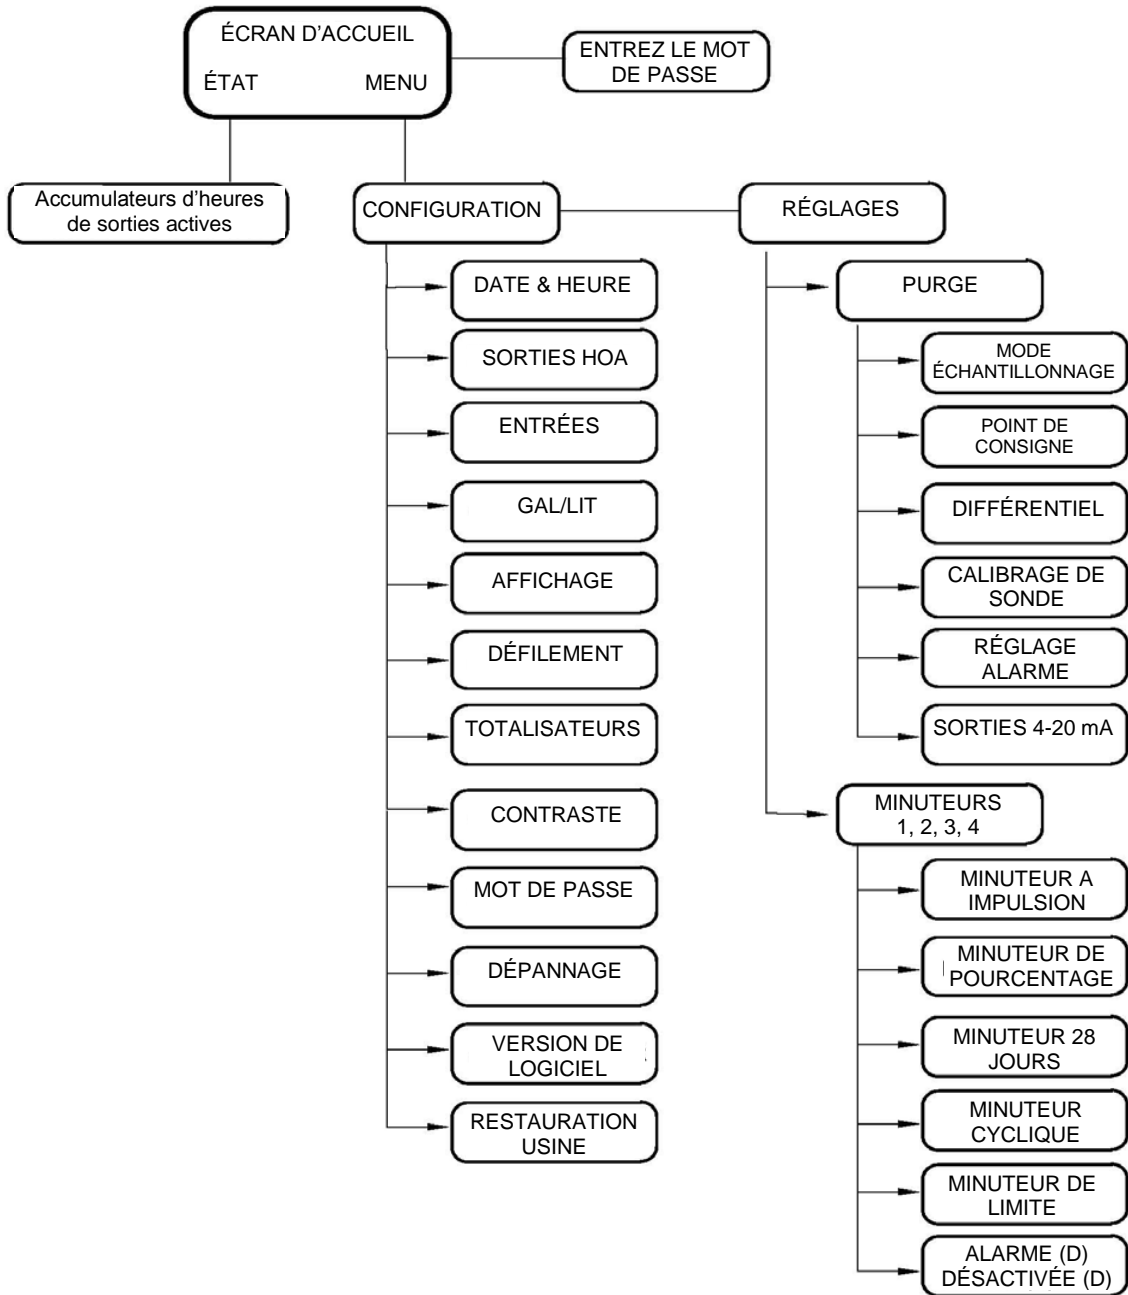 ÉCRAN D'ACCUEIL
ÉTAT MENU
ENTREZ LE MOT
DE PASSE
Accumulateurs d'heures
de sorties actives
CONFIGURATION
RÉGLAGES
DATE & HEURE
SORTIES HOA
ENTRÉES
GAL/LIT
AFFICHAGE
DÉFILEMENT
TOTALISATEURS
CONTRASTE
MOT DE PASSE
DÉPANNAGE
VERSION DE
LOGICIEL
RESTAURATION
USINE
PURGE
MODE
ÉCHANTILLONNAGE
POINT DE
CONSIGNE
DIFFÉRENTIEL
CALIBRAGE DE
SONDE
RÉGLAGE
ALARME
SORTIES 4-20 mA
MINUTEURS
1, 2, 3, 4
MINUTEUR A
IMPULSION
MINUTEUR DE
POURCENTAGE
MINUTEUR 28
JOURS
MINUTEUR
CYCLIQUE
MINUTEUR DE
LIMITE
ALARME (D)
DÉSACTIVÉE (D)